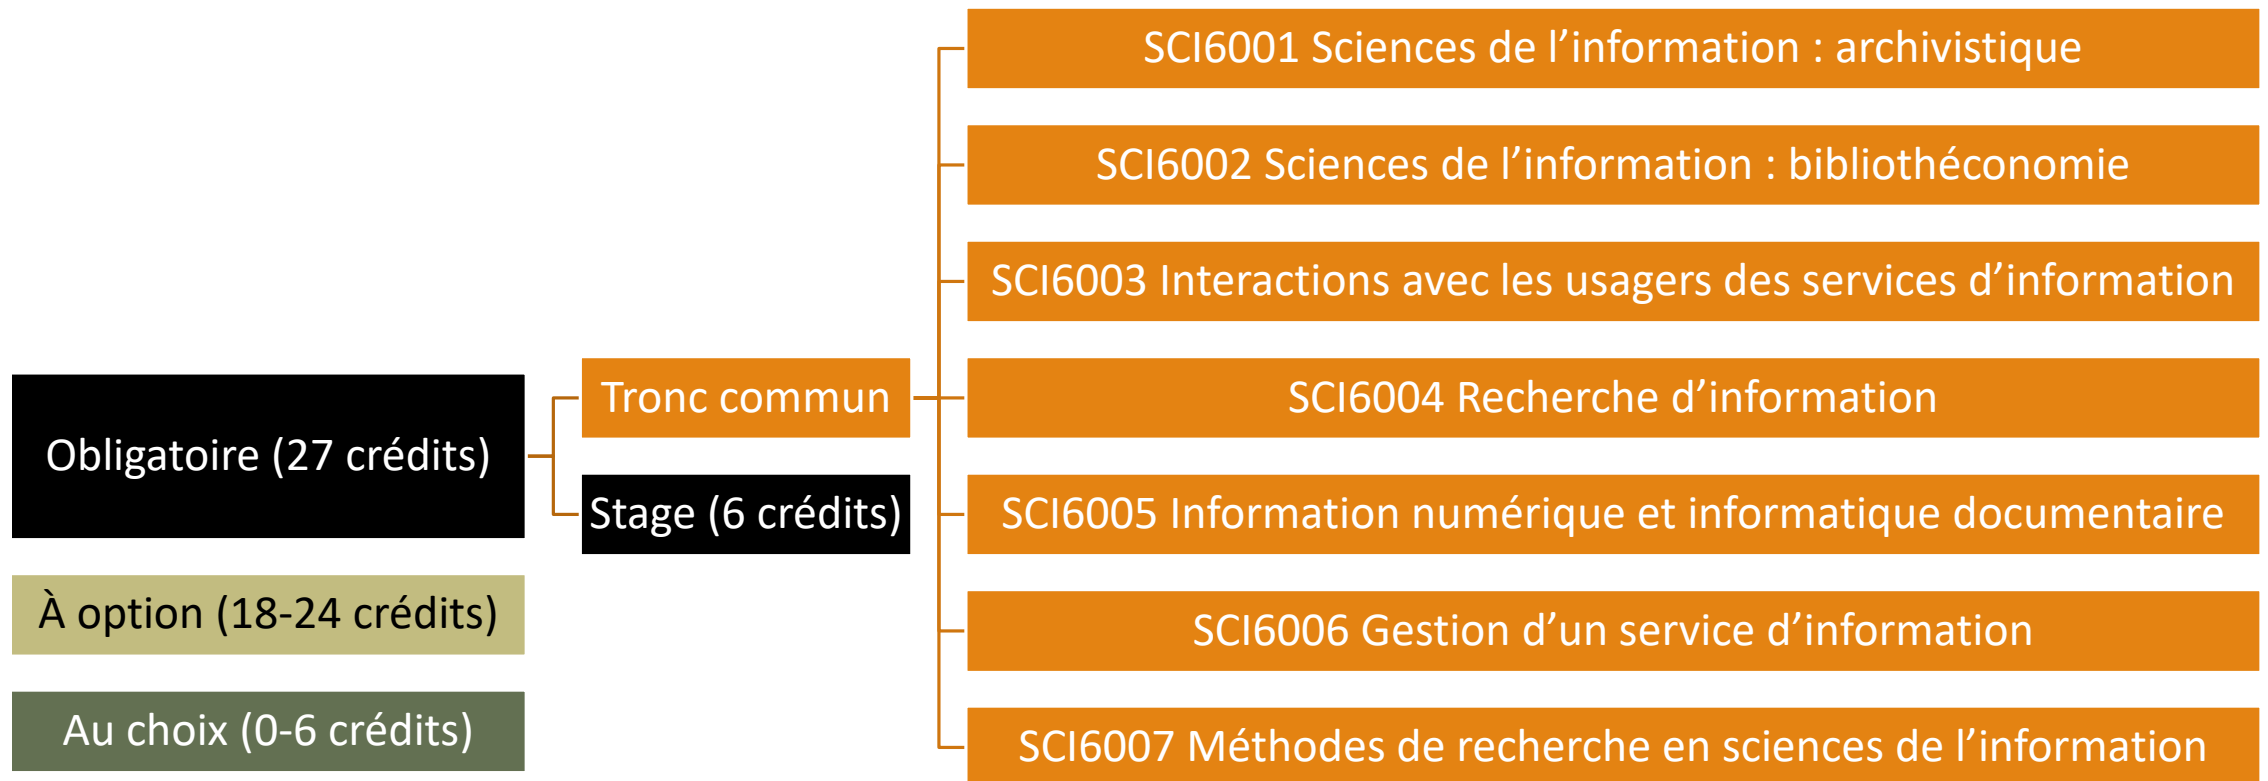 Obligatoire (27 crédits)
À option (18-24 crédits)
Au choix (0-6 crédits)
Tronc commun
Stage (6 crédits)
SCI6001 Sciences de l’information : archivistique
SCI6002 Sciences de l’information : bibliothéconomie
SCI6003 Interactions avec les usagers des services d’information
SCI6004 Recherche d’information
SCI6005 Information numérique et informatique documentaire
SCI6006 Gestion d’un service d’information
SCI6007 Méthodes de recherche en sciences de l’information